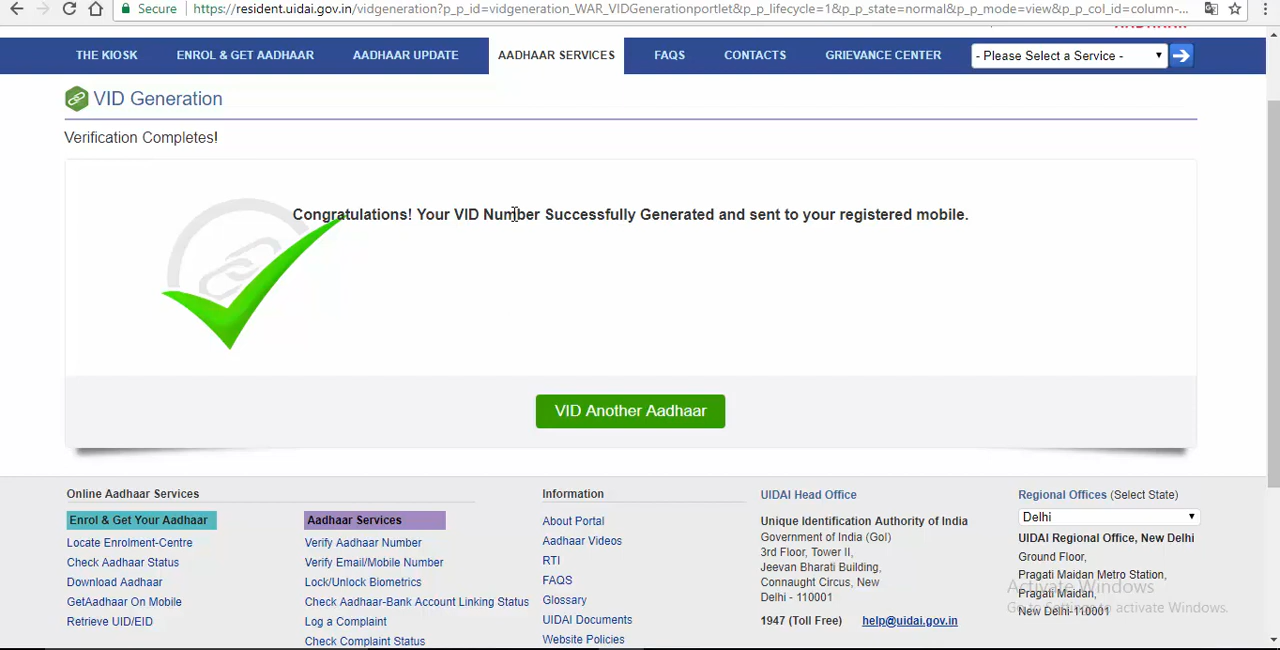 Secure https://resident.uidai.gov.in/vidgeneration?p_p_id=vidgeneration_WAR_VIDGenerationportlet&p_p_lifecycle=1&p_p_state=normal&p_p_mode=view&p_p_col_id=column-...
THE KIOSK ENROL & GET AADHAAR AADHAAR UPDATE AADHAAR SERVICES FAQS CONTACTS GRIEVANCE CENTER - Please Select a Service -
VID Generation
Verification Completes!
Congratulations! Your VID Number Successfully Generated and sent to your registered mobile.
VID Another Aadhaar
Online Aadhaar Services
Enrol & Get Your Aadhaar
Locate Enrolment-Centre
Check Aadhaar Status
Download Aadhaar
GetAadhaar On Mobile
Retrieve UID/EID
Aadhaar Services
Verify Aadhaar Number
Verify Email/Mobile Number
Lock/Unlock Biometrics
Check Aadhaar-Bank Account Linking Status
Log a Complaint
Check Complaint Status
Information
About Portal
Aadhaar Videos
RTI
FAQS
Glossary
UIDAI Documents
Website Policies
UIDAI Head Office
Unique Identification Authority of India
Government of India (GoI)
3rd Floor, Tower II,
Jeevan Bharati Building,
Connaught Circus, New
Delhi - 110001
1947 (Toll Free) help@uidai.gov.in
Regional Offices (Select State)
Delhi
UIDAI Regional Office, New Delhi
Ground Floor,
Pragati Maidan Metro Station,
Pragati Maidan,
New Delhi-110001
Activate Windows
Go to Settings to activate Windows.